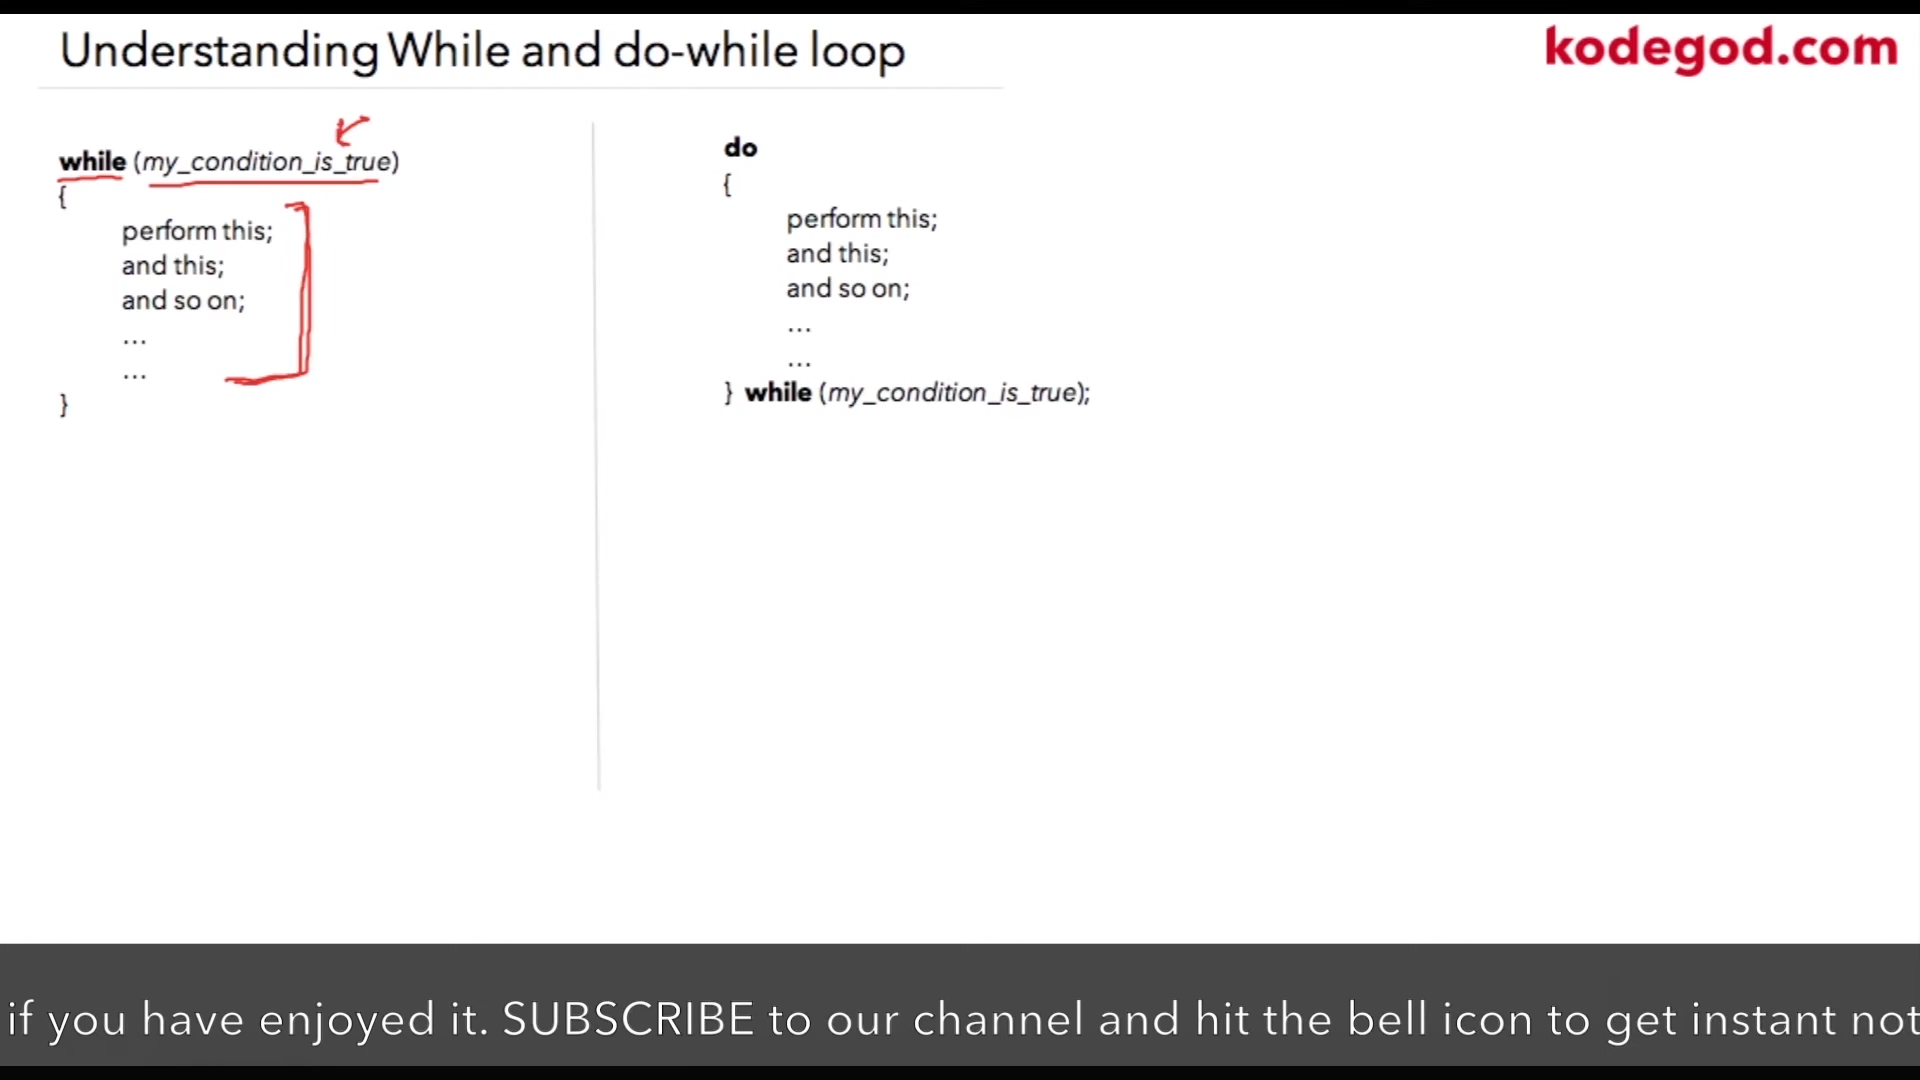 Understanding While and do-while loop
kodegod.com
while (my_condition_is_true)
{
perform this;
and this;
and so on;
...
...
}
do
{
perform this;
and this;
and so on;
...
...
} while (my_condition_is_true);
if you have enjoyed it. SUBSCRIBE to our channel and hit the bell icon to get instant not